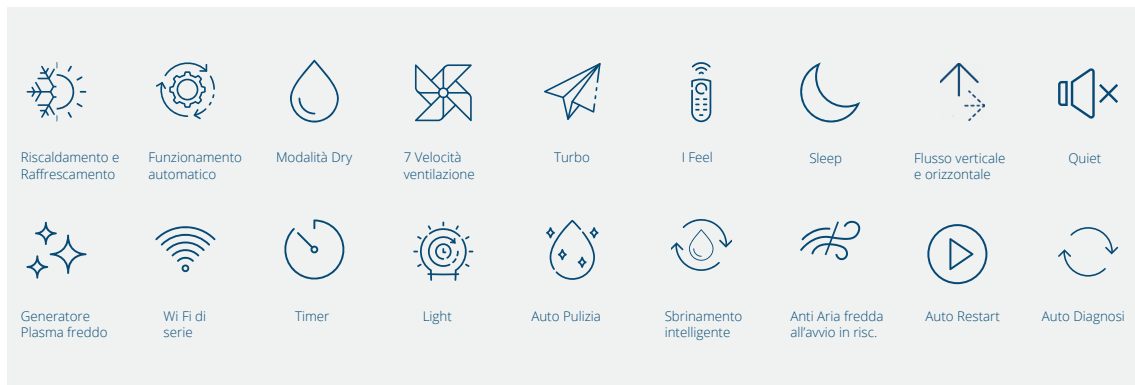 Riscaldamento e
Raffrescamento
Funzionamento
automatico
Modalità Dry
7 Velocità
ventilazione
Turbo
I Feel
Sleep
Flusso verticale
e orizzontale
Quiet
Generatore
Plasma freddo
Wi Fi di
serie
Timer
Light
Auto Pulizia
Sbrinamento
intelligente
Anti Aria fredda
all’avvio in risc.
Auto Restart
Auto Diagnosi